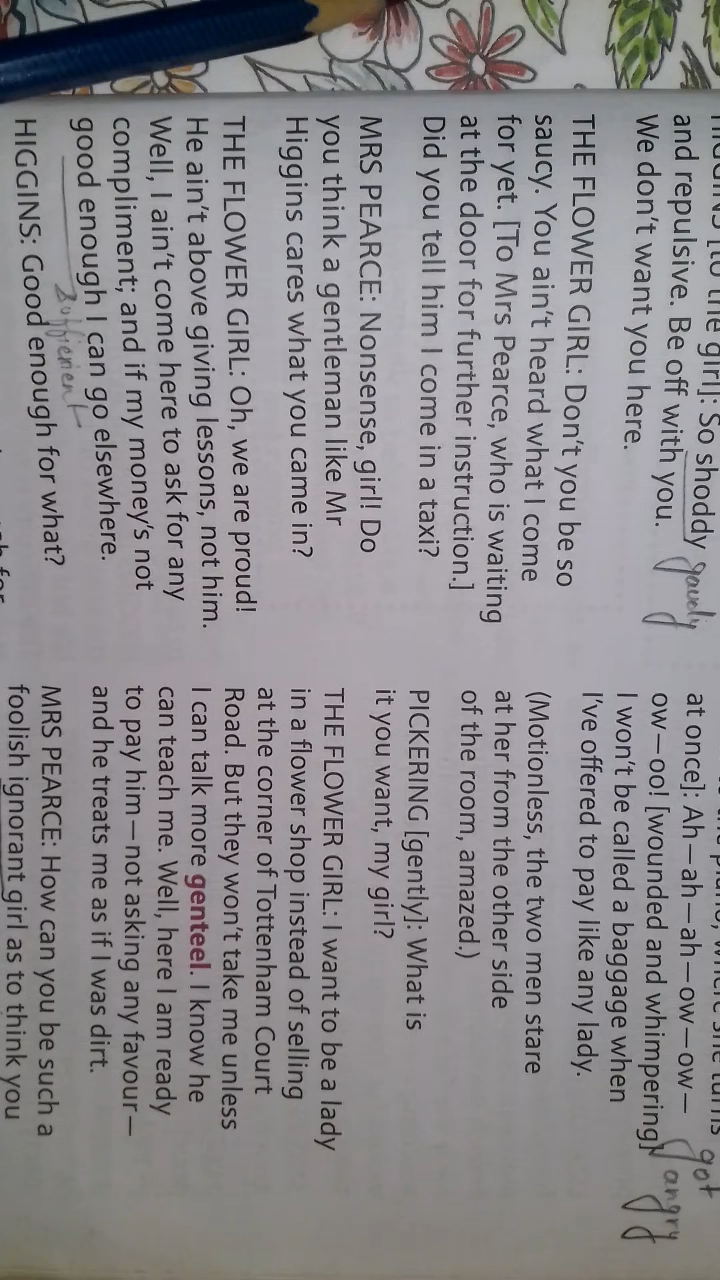 [to the girl]: So shoddy
and repulsive. Be off with you.
We don't want you here.
THE FLOWER GIRL: Don't you be so
saucy. You ain't heard what I come
for yet. [To Mrs Pearce, who is waiting
at the door for further instruction.]
Did you tell him I come in a taxi?
MRS PEARCE: Nonsense, girl! Do
you think a gentleman like Mr
Higgins cares what you came in?
THE FLOWER GIRL: Oh, we are proud!
He ain't above giving lessons, not him.
Well, I ain't come here to ask for any
compliment; and if my money's not
good enough I can go elsewhere.
HIGGINS: Good enough for what?
at once]: Ah—ah—ah—ow—ow—
ow—oo! [wounded and whimpering]
got
angry
I won't be called a baggage when
I've offered to pay like any lady.
(Motionless, the two men stare
at her from the other side
of the room, amazed.)
PICKERING [gently]: What is
it you want, my girl?
THE FLOWER GIRL: I want to be a lady
in a flower shop instead of selling
at the corner of Tottenham Court
Road. But they won't take me unless
I can talk more genteel. I know he
can teach me. Well, here I am ready
to pay him—not asking any favour—
and he treats me as if I was dirt.
MRS PEARCE: How can you be such a
foolish ignorant girl as to think you